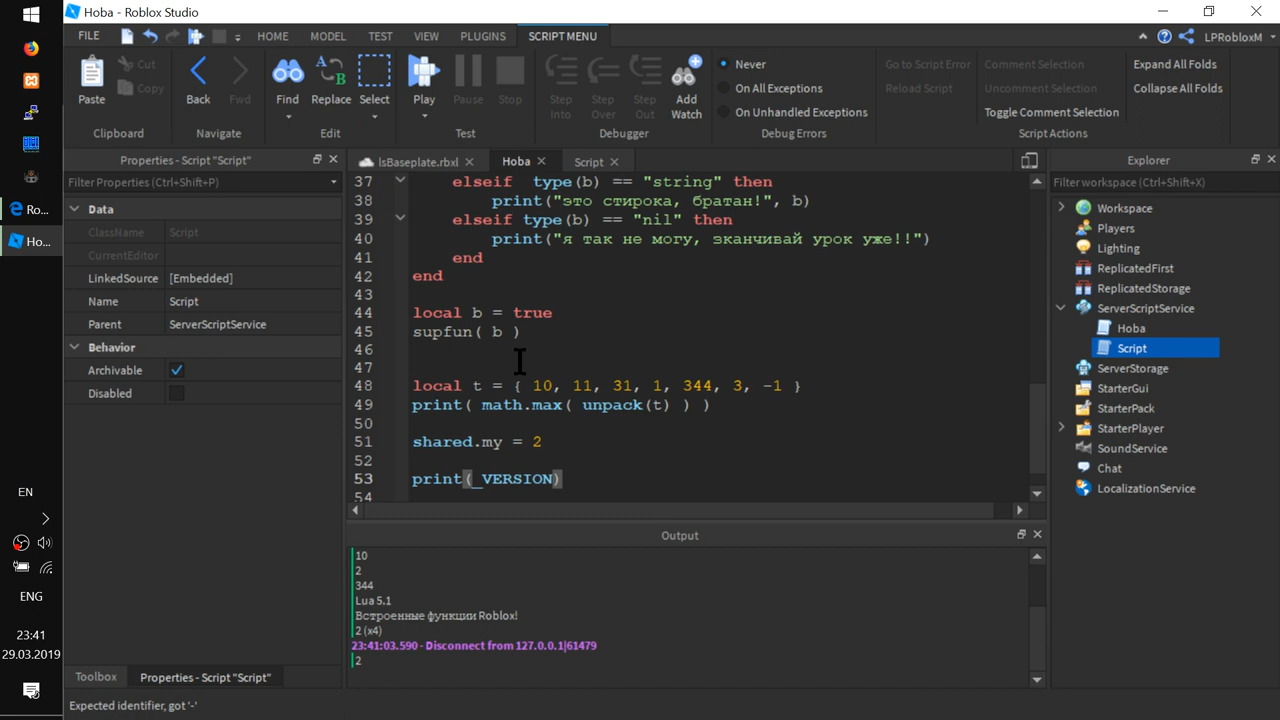 Hoba - Roblox Studio
FILE
HOME
MODEL
TEST
VIEW
PLUGINS
SCRIPT MENU
LPRobloxM
Paste
Cut
Copy
Clipboard
Back
Fwd
Navigate
Find
Replace
Select
Edit
Play
Pause
Stop
Test
Step Into
Step Over
Step Out
Add Watch
Debugger
Never
On All Exceptions
On Unhandled Exceptions
Debug Errors
Go to Script Error
Reload Script
Comment Selection
Uncomment Selection
Toggle Comment Selection
Expand All Folds
Collapse All Folds
Script Actions
Ro...
Ho...
EN
ENG
23:41
29.03.2019
Properties - Script "Script"
Filter Properties (Ctrl+Shift+P)
Data
ClassName Script
CurrentEditor
LinkedSource [Embedded]
Name Script
Parent ServerScriptService
Behavior
Archivable
Disabled
Toolbox
Properties - Script "Script"
Expected identifier, got '-'
lsBaseplate.rbxl
Hoba
Script
37 elseif type(b) == "string" then
38 print("это стирока, братан!", b)
39 elseif type(b) == "nil" then
40 print("я так не могу, зканчивай урок уже!!")
41 end
42 end
43
44 local b = true
45 supfun( b )
46
47
48 local t = { 10, 11, 31, 1, 344, 3, -1 }
49 print( math.max( unpack(t) ) )
50
51 shared.my = 2
52
53 print(_VERSION)
54
Output
10
2
344
Lua 5.1
Встроенные функции Roblox!
2 (x4)
23:41:03.590 - Disconnect from 127.0.0.1|61479
2
Explorer
Filter workspace (Ctrl+Shift+X)
Workspace
Players
Lighting
ReplicatedFirst
ReplicatedStorage
ServerScriptService
Hoba
Script
ServerStorage
StarterGui
StarterPack
StarterPlayer
SoundService
Chat
LocalizationService